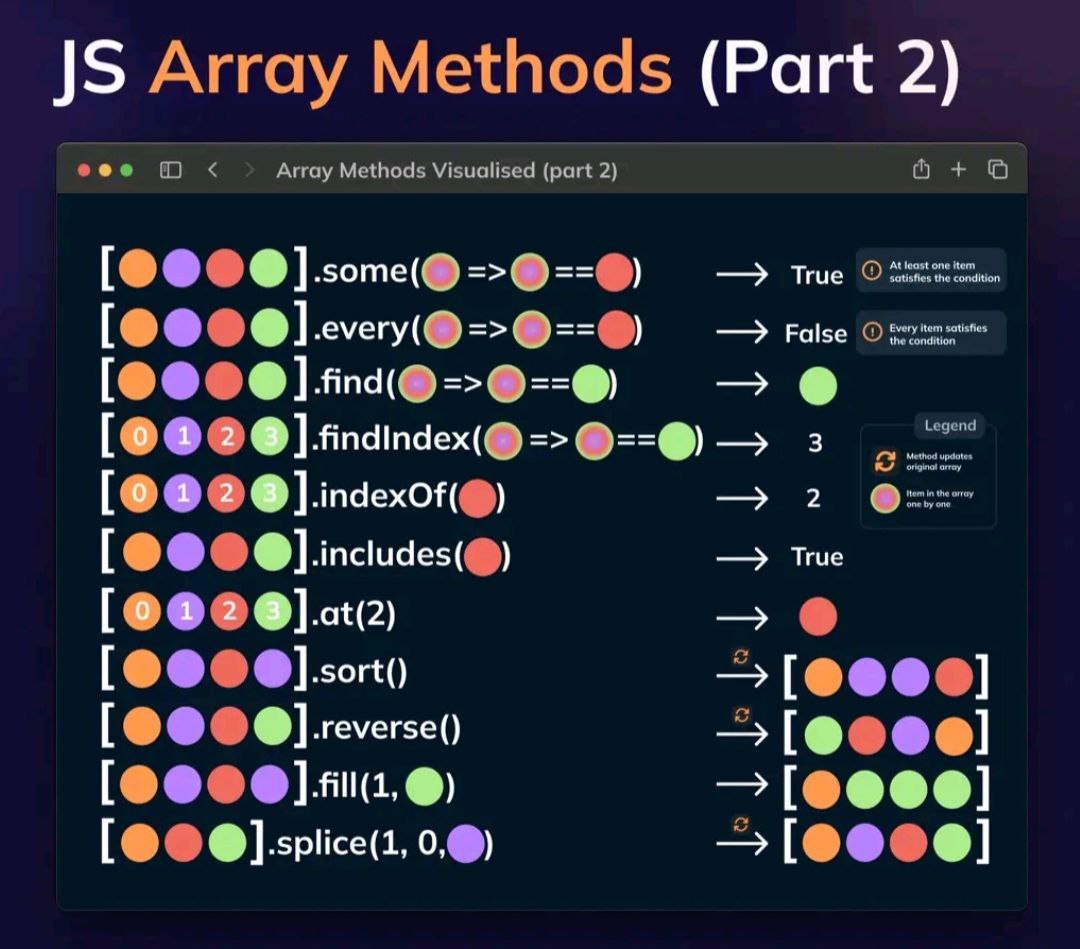 JS Array Methods (Part 2)
Array Methods Visualised (part 2)
[ ].some( => == ) → True
At least one item
satisfies the condition
[ ].every( => == ) → False
Every item satisfies
the condition
[ ].find( => == ) →
[0 1 2 3].findIndex( => == ) → 3
Legend
Method updates
original array
Item in the array
one by one
[0 1 2 3].indexOf( ) → 2
[ ].includes( ) → True
[0 1 2 3].at(2) →
[ ].sort() → [ ]
[ ].reverse() → [ ]
[ ].fill(1, ) → [ ]
[ ].splice(1, 0, ) → [ ]